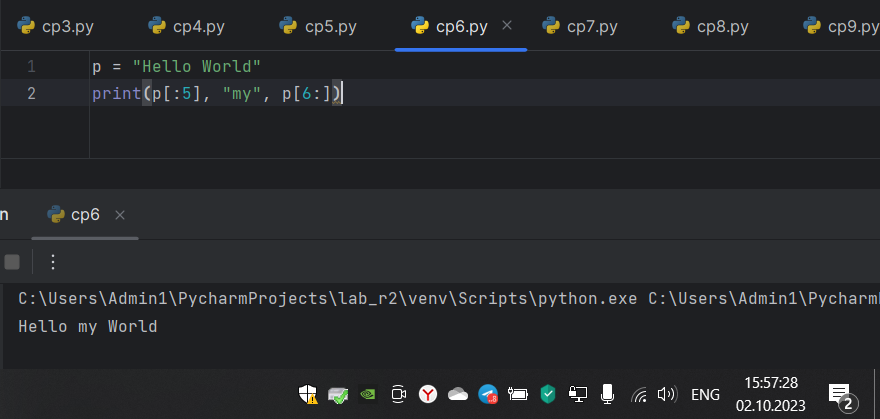 cp3.py cp4.py cp5.py cp6.py cp7.py cp8.py cp9.py
1 p = "Hello World"
2 print(p[:5], "my", p[6:])
n cp6
C:\Users\Admin1\PycharmProjects\lab_r2\venv\Scripts\python.exe C:\Users\Admin1\Pycharm
Hello my World
ENG 15:57:28
02.10.2023 2